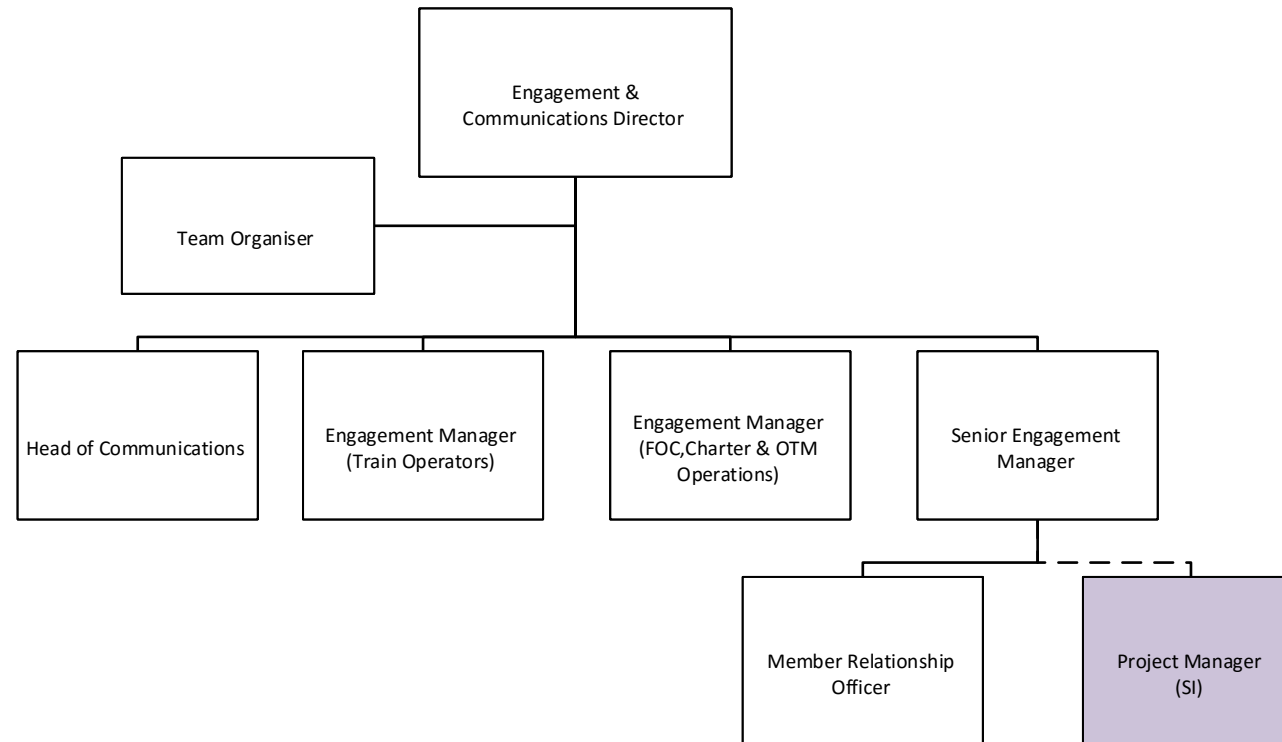 Engagement &
Communications Director
Team Organiser
Head of Communications
Engagement Manager
(Train Operators)
Engagement Manager
(FOC,Charter & OTM
Operations)
Senior Engagement
Manager
Member Relationship
Officer
Project Manager
(SI)